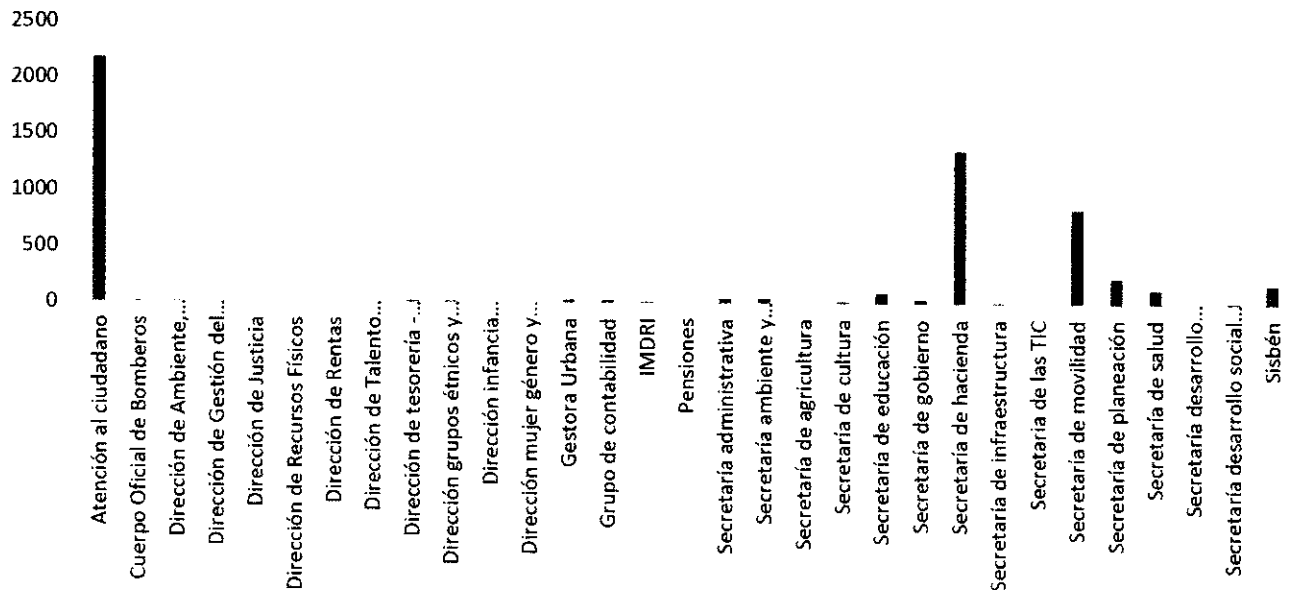 2500
2000
1500
1000
500
0
Atención al ciudadano
Cuerpo Oficial de Bomberos
Dirección de Ambiente,...
Dirección de Gestión del...
Dirección de Justicia
Dirección de Recursos Físicos
Dirección de Rentas
Dirección de Talento...
Dirección de tesorería -...
Dirección grupos étnicos y...
Dirección infancia...
Dirección mujer género y...
Gestora Urbana
Grupo de contabilidad
IMDRI
Pensiones
Secretaría administrativa
Secretaría ambiente y...
Secretaría de agricultura
Secretaría de cultura
Secretaría de educación
Secretaría de gobierno
Secretaría de hacienda
Secretaría de infraestructura
Secretaria de las TIC
Secretaría de movilidad
Secretaría de planeación
Secretaría de salud
Secretaría desarrollo...
Secretaría desarrollo social...
Sisbén